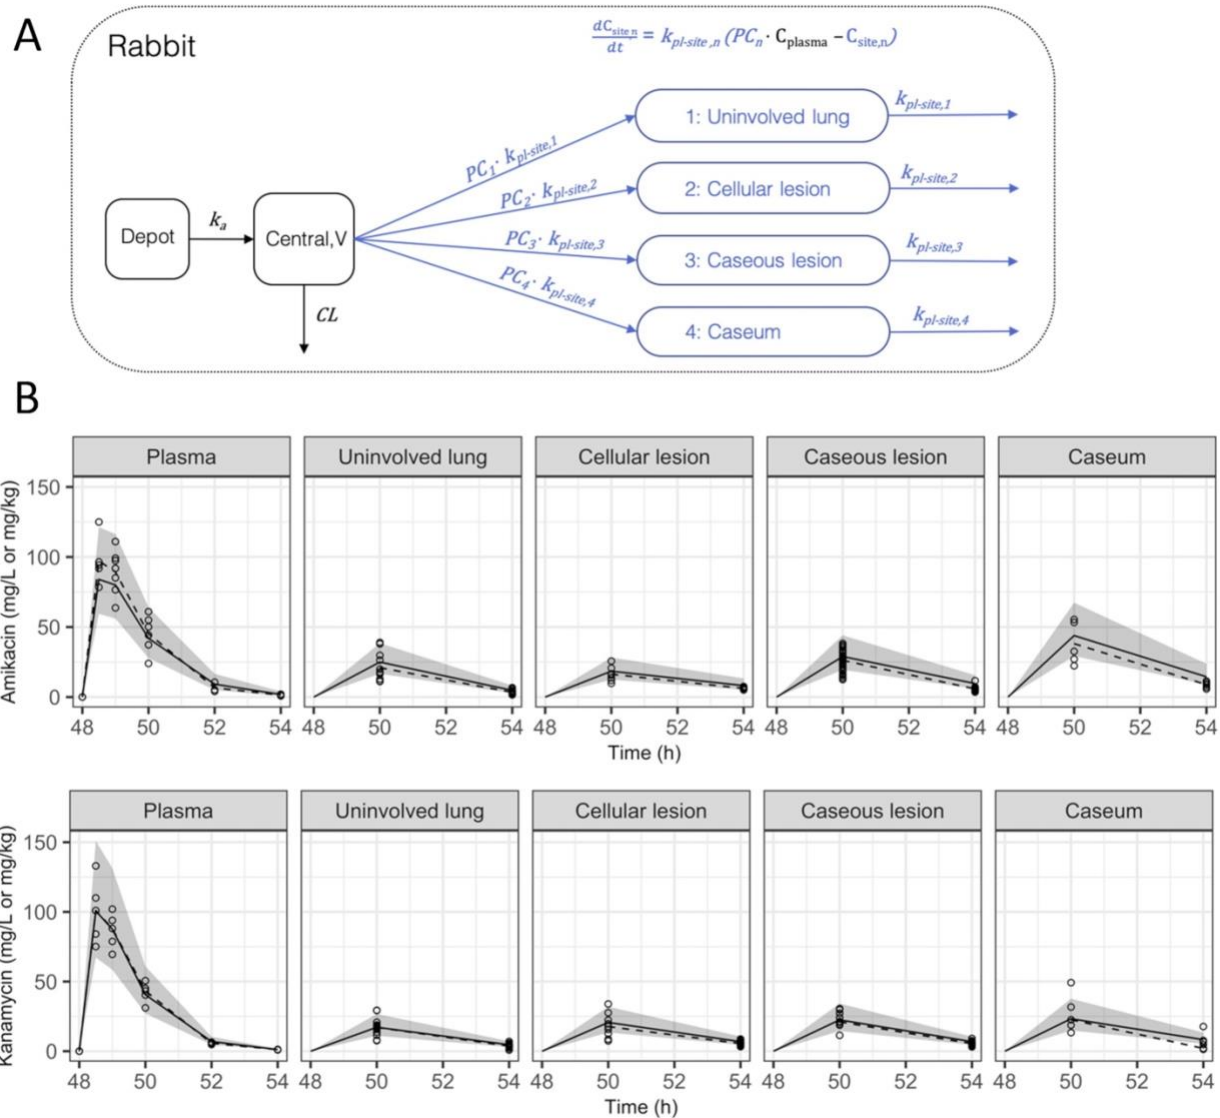 A
Rabbit
dC_site n/dt = k_pl-site,n (PC_n · C_plasma – C_site,n)
1: Uninvolved lung
k_pl-site,1
PC_1· k_pl-site,1
2: Cellular lesion
k_pl-site,2
PC_2· k_pl-site,2
Depot
k_a
Central,V
PC_3· k_pl-site,3
3: Caseous lesion
k_pl-site,3
PC_4· k_pl-site,4
4: Caseum
k_pl-site,4
CL
B
Plasma Uninvolved lung Cellular lesion Caseous lesion Caseum
Amikacin (mg/L or mg/kg)
150
100
50
0
48 50 52 54 48 50 52 54 48 50 52 54 48 50 52 54 48 50 52 54
Time (h)
Plasma Uninvolved lung Cellular lesion Caseous lesion Caseum
Kanamycin (mg/L or mg/kg)
150
100
50
0
48 50 52 54 48 50 52 54 48 50 52 54 48 50 52 54 48 50 52 54
Time (h)